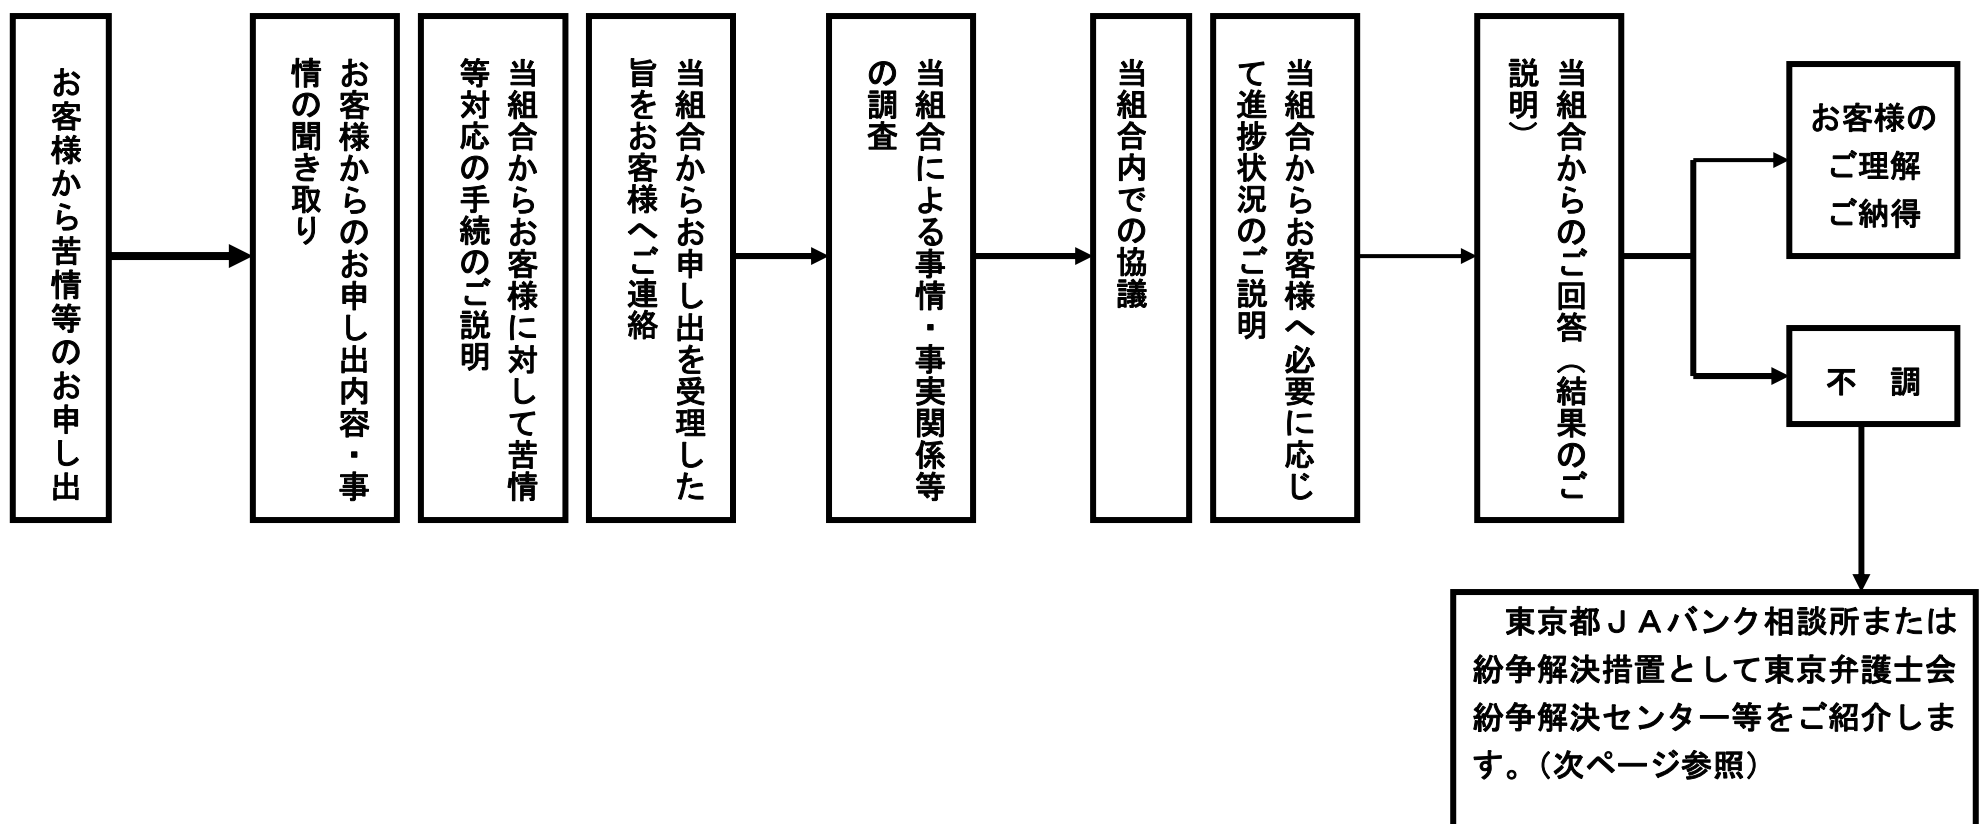 お客様から苦情等のお申し出
お客様からのお申し出内容・事
情の聞き取り
当組合からお客様に対して苦情
等対応の手続のご説明
当組合からお申し出を受理した
旨をお客様へご連絡
当組合による事情・事実関係等
の調査
当組合内での協議
当組合からお客様へ必要に応じ
て進捗状況のご説明
当組合からのご回答（結果のご
説明）
お客様の
ご理解
ご納得
不　調
東京都ＪＡバンク相談所または
紛争解決措置として東京弁護士会
紛争解決センター等をご紹介しま
す。（次ページ参照）